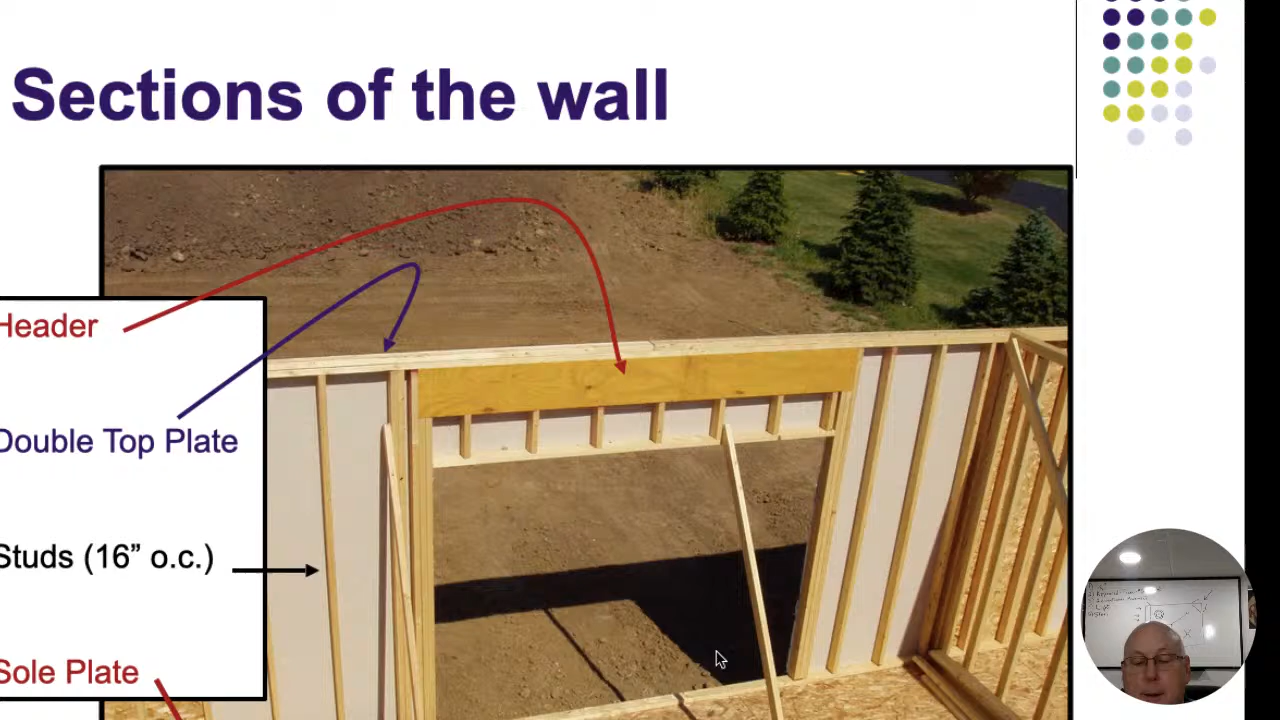 Sections of the wall
Header
Double Top Plate
Studs (16” o.c.)
Sole Plate